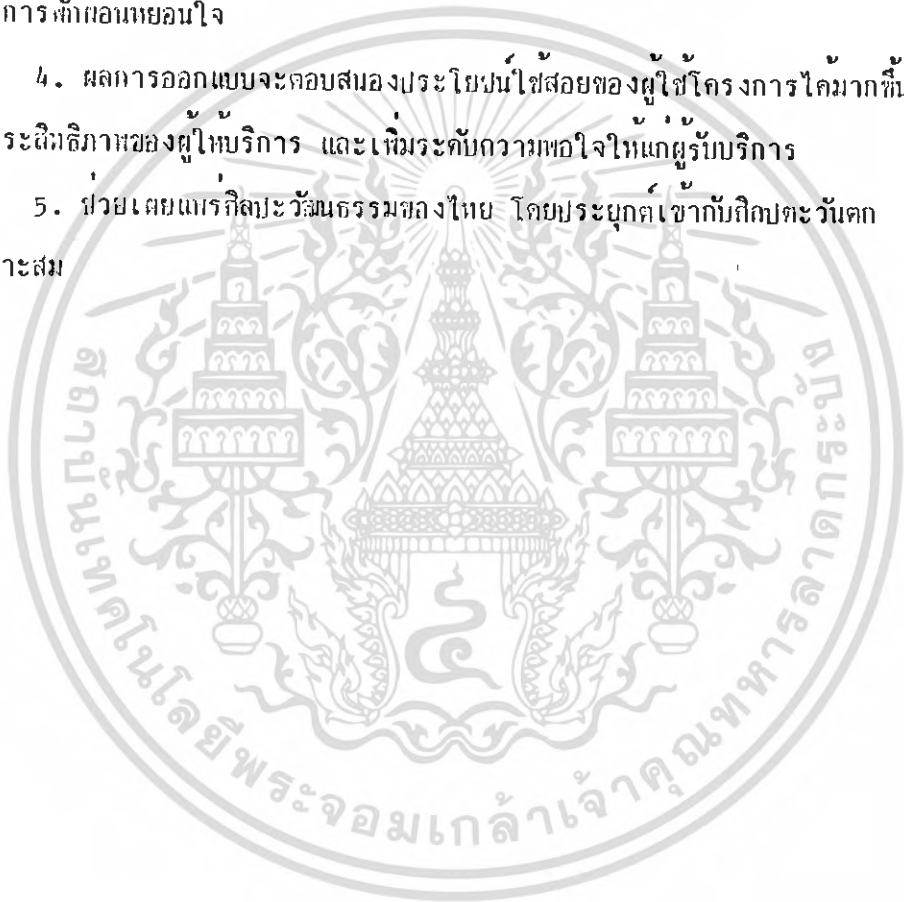 การพักผ่อนหย่อนใจ
4. ผลการออกแบบจะตอบสนองประโยชน์ใช้สอยของผู้ใช้โครงการได้มากขึ้น
ระสิทธิภาพของผู้ให้บริการ และเพิ่มระดับความพอใจให้แก่ผู้รับบริการ
5. ช่วยเผยแพร่ศิลปะวัฒนธรรมของไทย โดยประยุกต์เข้ากับศิลปตะวันตก
าะสม
สถาบันเทคโนโลยีพระจอมเกล้าเจ้าคุณทหารลาดกระบัง
๔